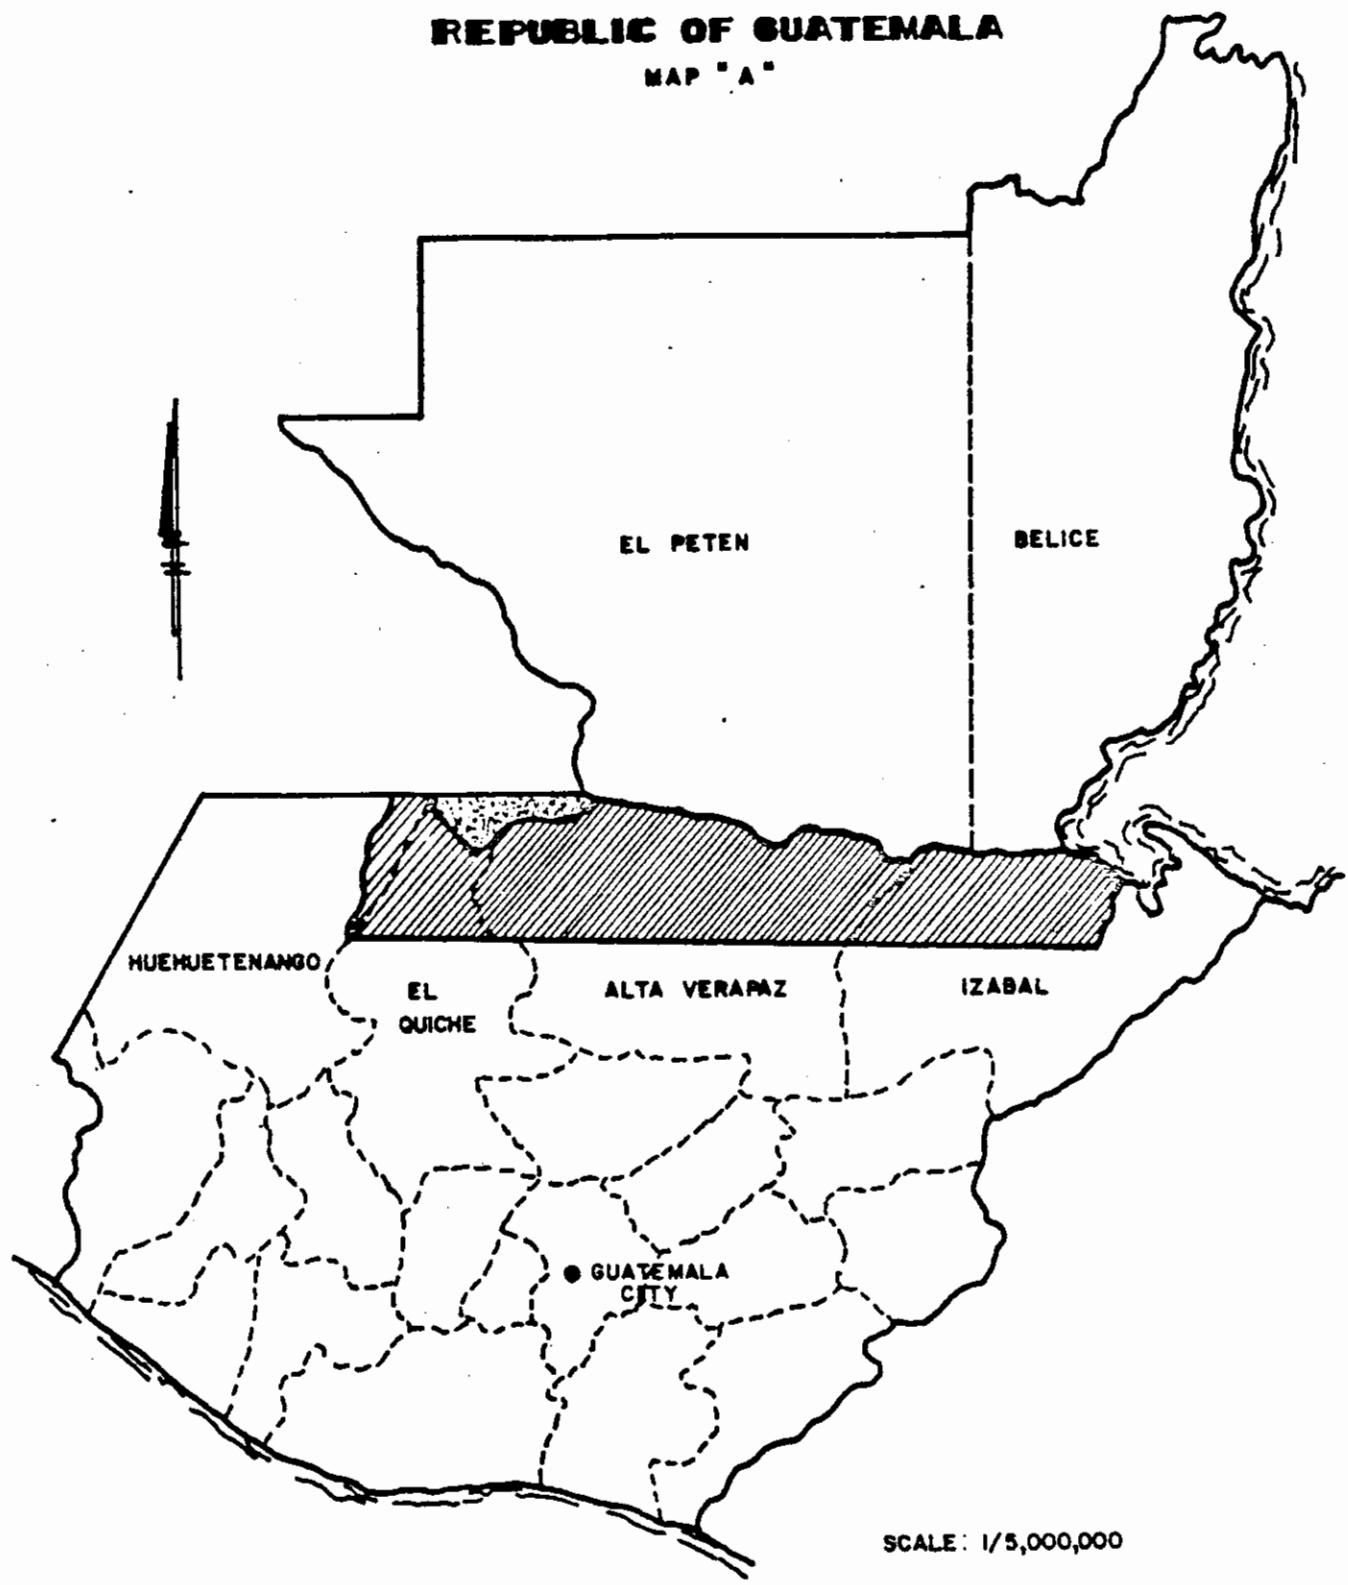 REPUBLIC OF GUATEMALA
MAP "A"
EL PETEN
BELICE
HUEHUETENANGO
EL
QUICHE
ALTA VERAPAZ
IZABAL
GUATEMALA
CITY
SCALE: 1/5,000,000